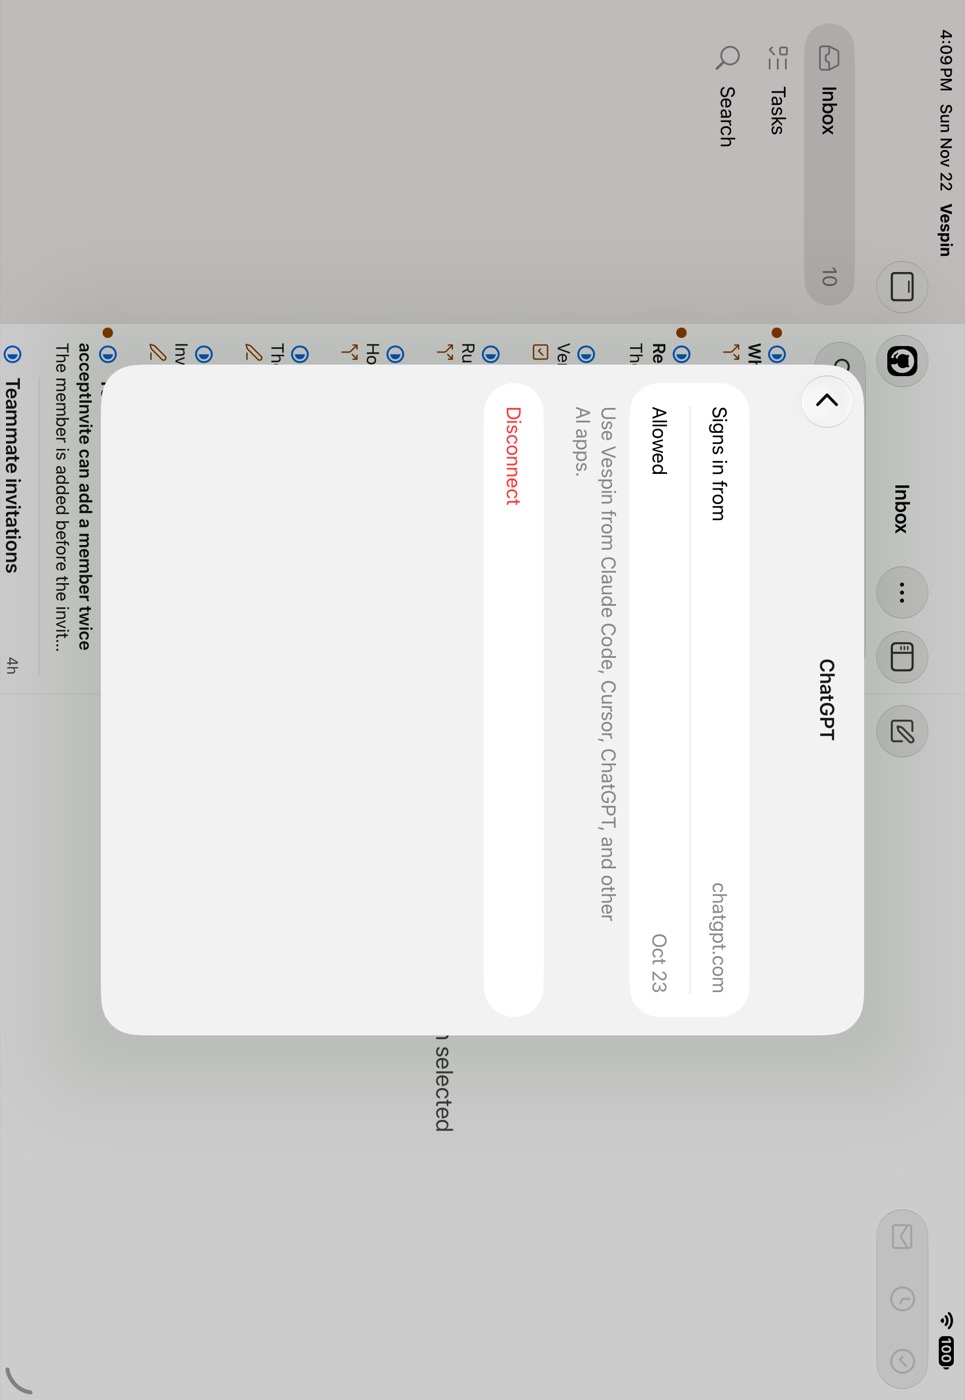 4:09 PM Sun Nov 22 Vespin
Inbox
Inbox 10
Tasks
Search
ChatGPT
Signs in from chatgpt.com
Allowed Oct 23
Use Vespin from Claude Code, Cursor, ChatGPT, and other
AI apps.
Disconnect
selected
acceptInvite can add a member twice
The member is added before the invit...
Teammate invitations 4h
100